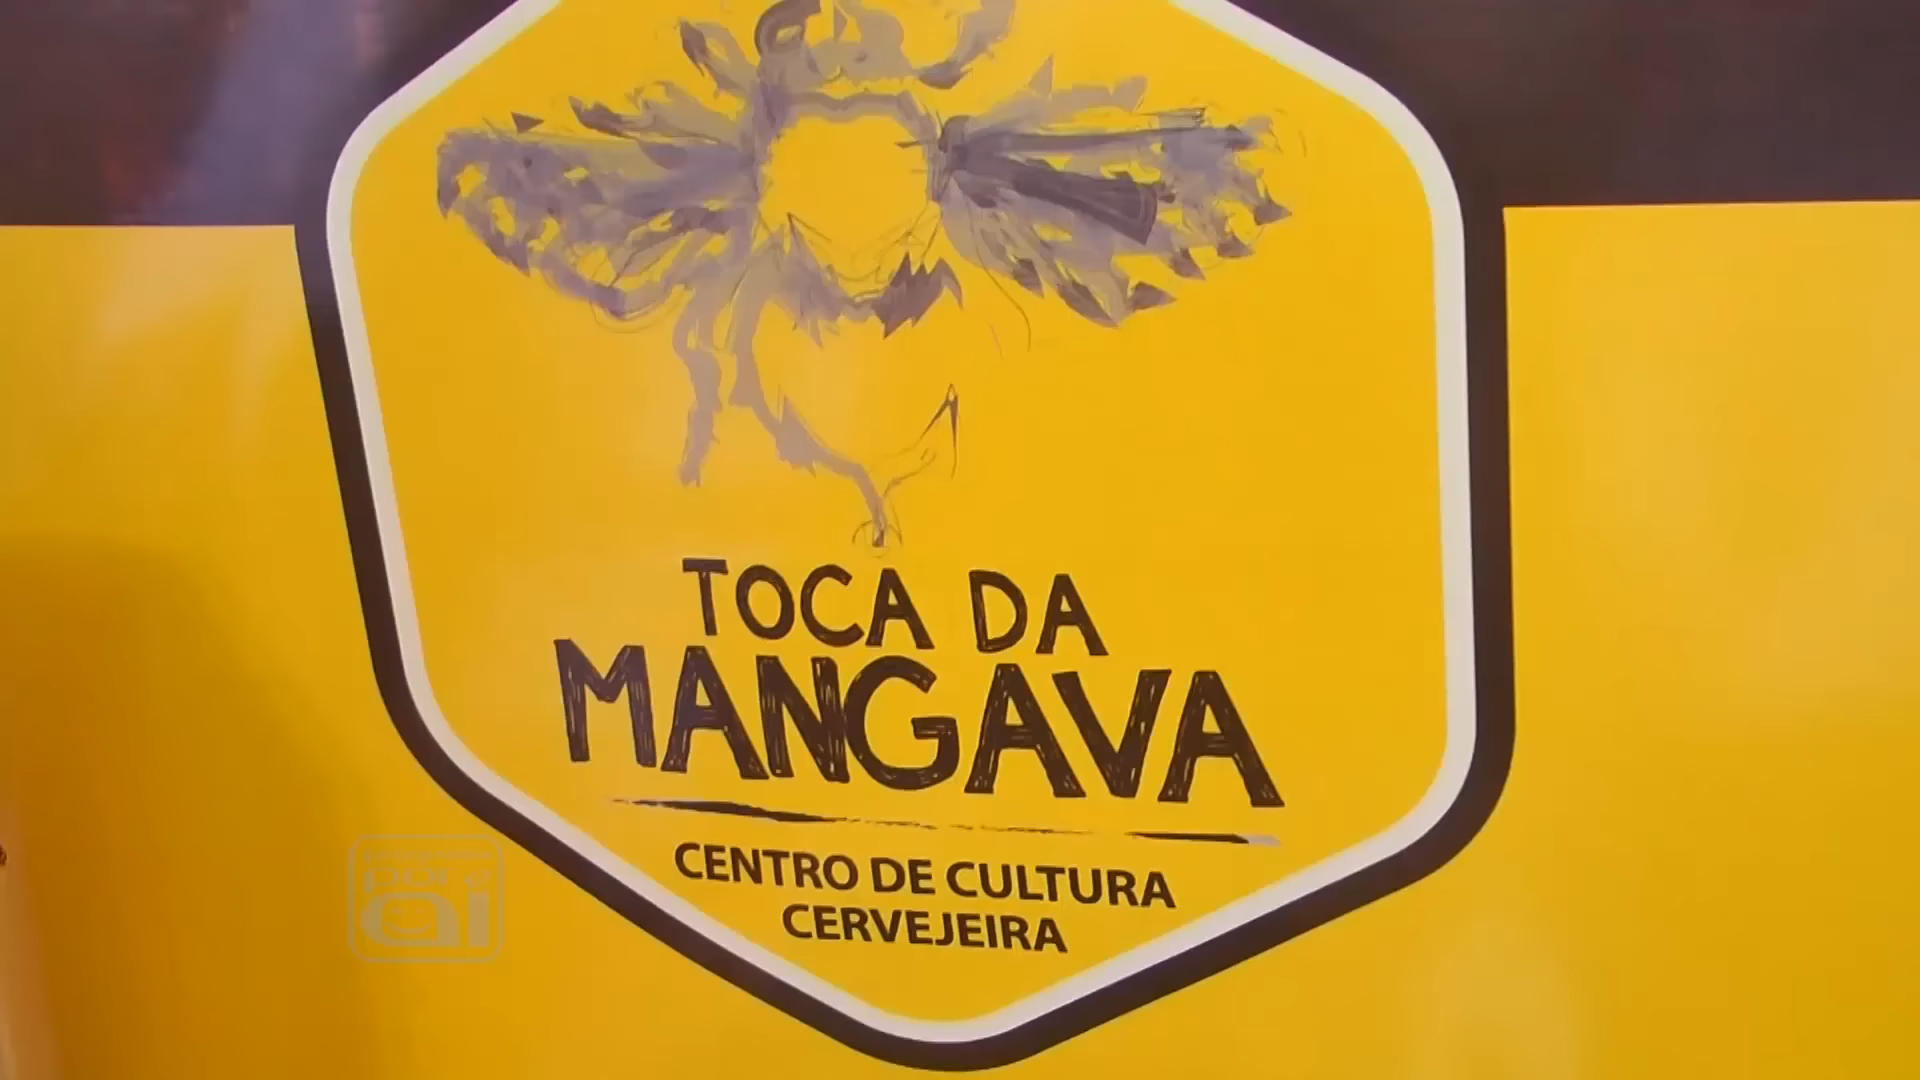 TOCA DA
MANGAVA
CENTRO DE CULTURA
CERVEJEIRA
por aí